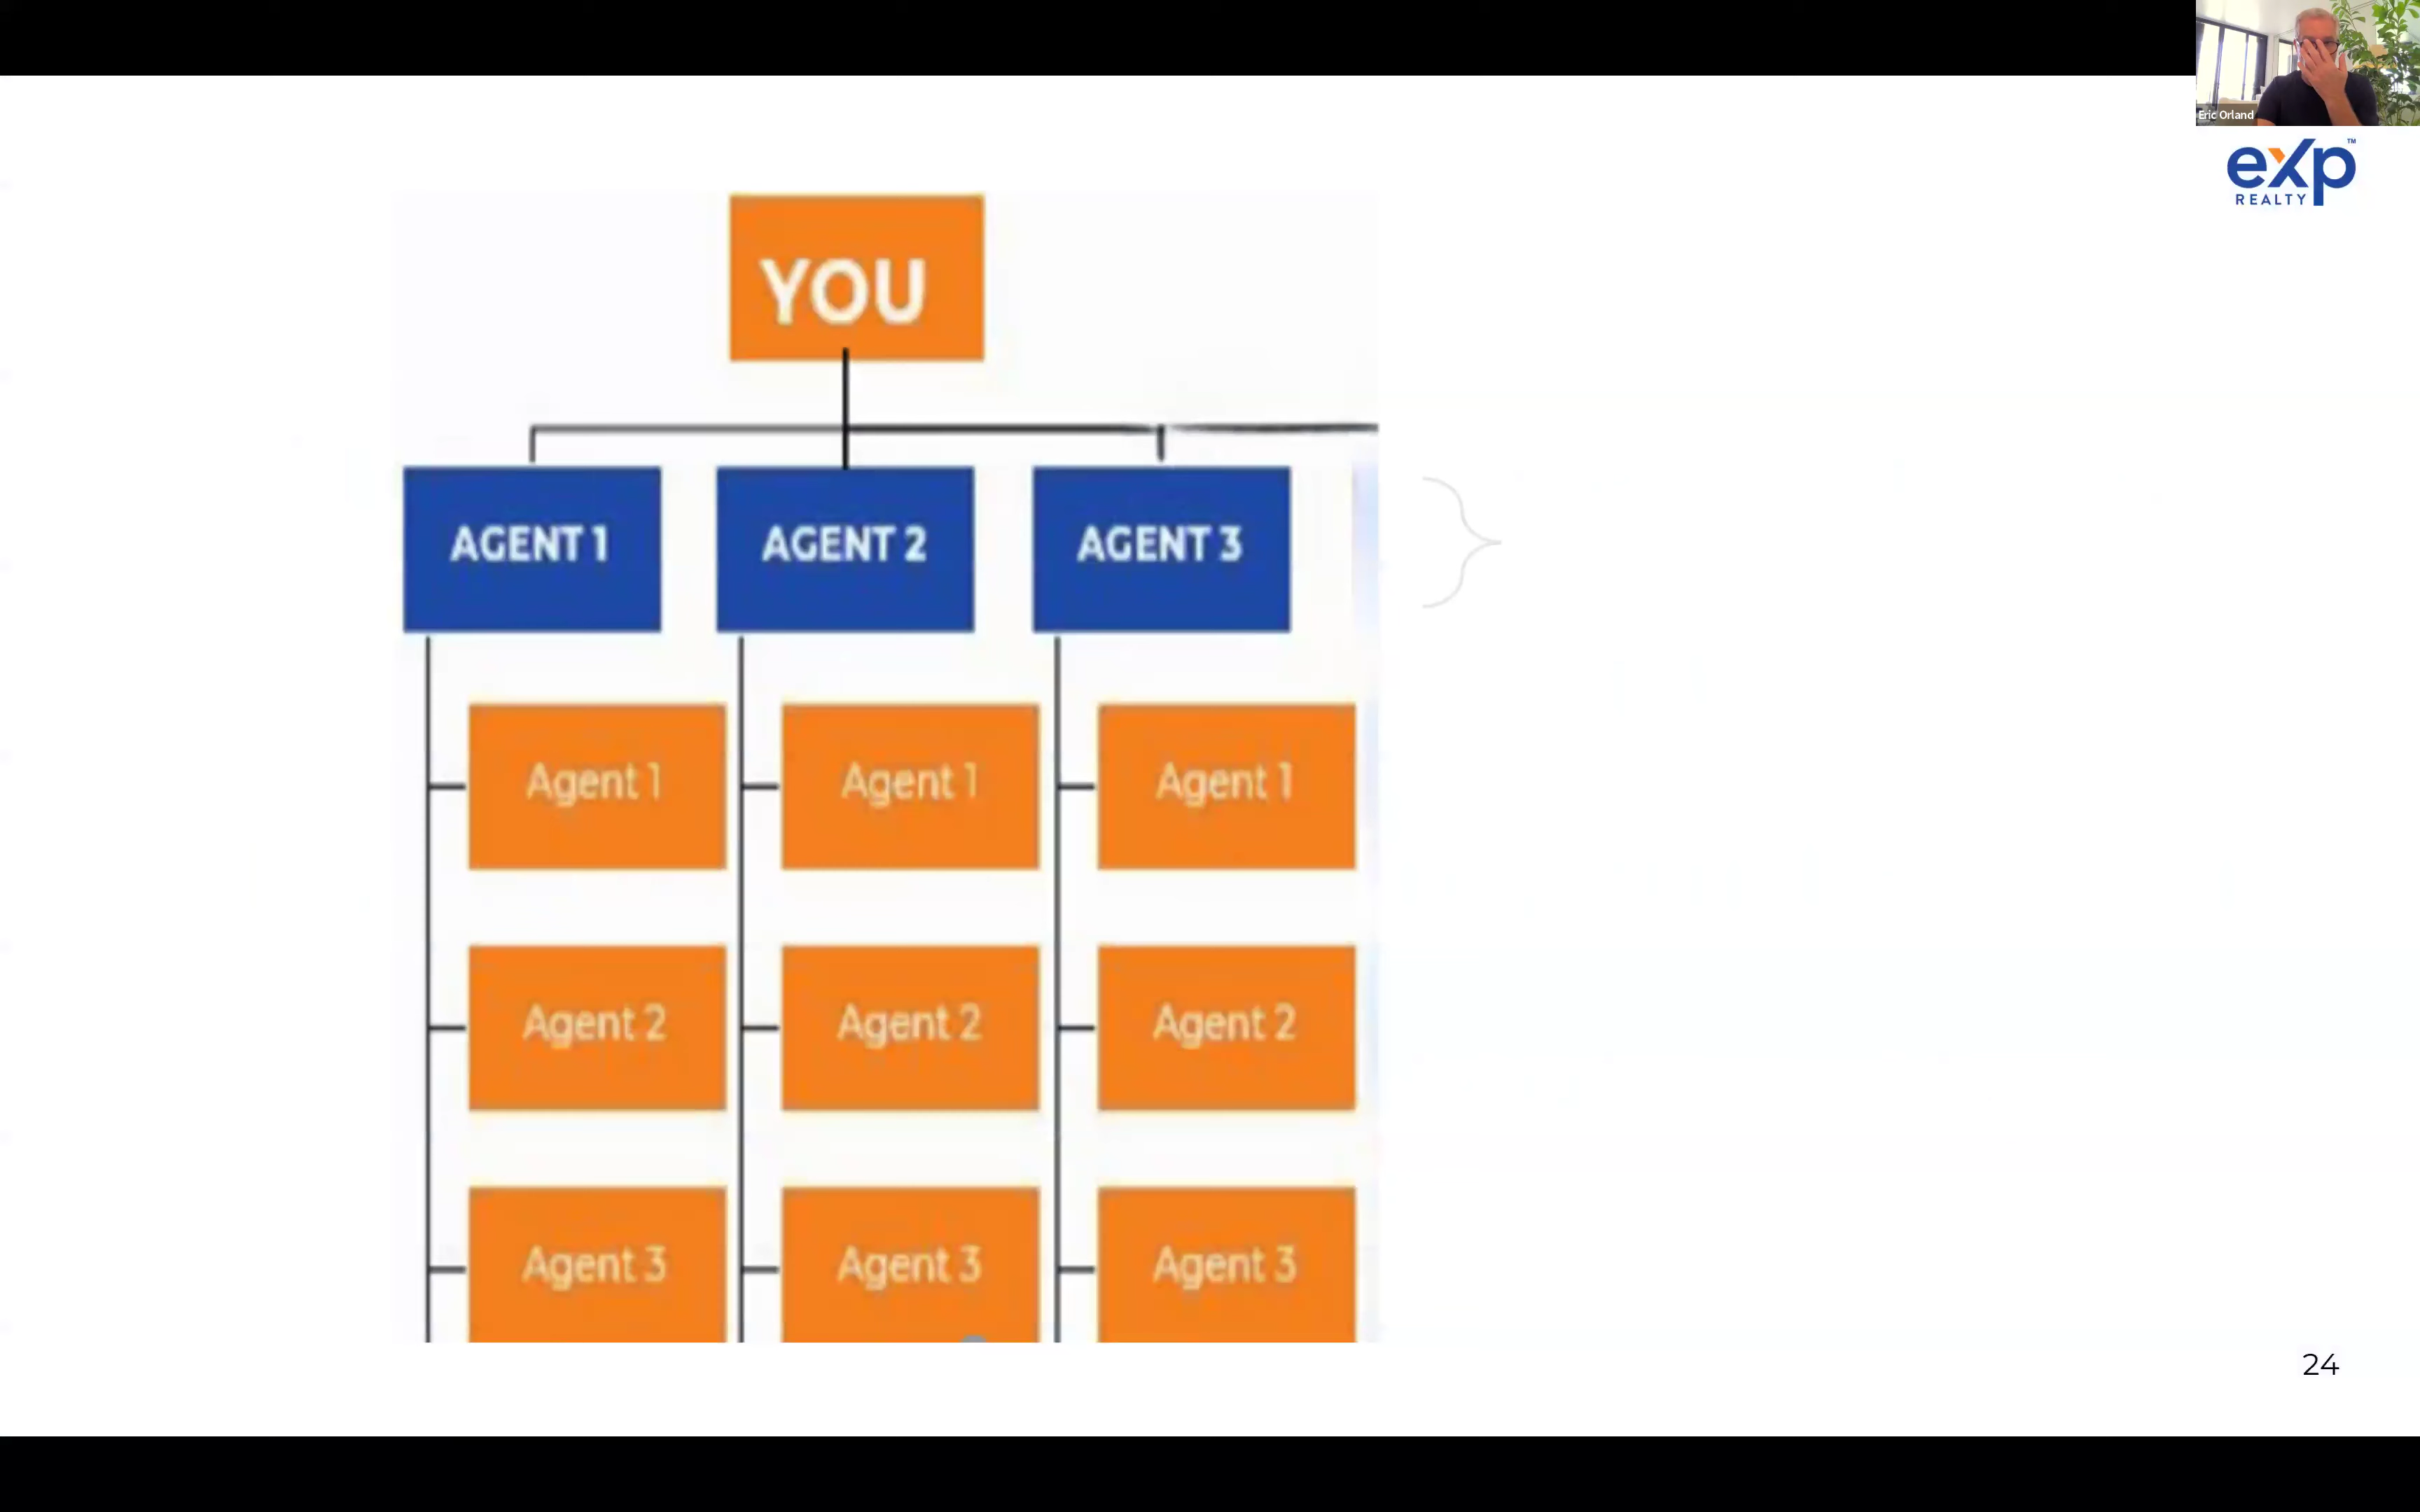 Eric Orland
eXp
TM
REALTY
YOU
AGENT 1 AGENT 2 AGENT 3
Agent 1 Agent 1 Agent 1
Agent 2 Agent 2 Agent 2
Agent 3 Agent 3 Agent 3
24